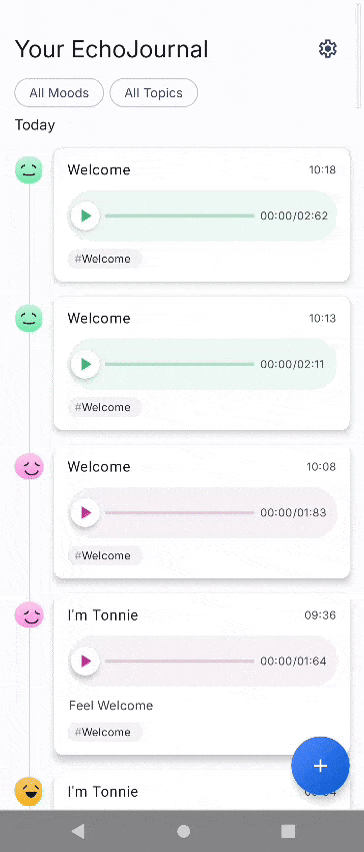 Your EchoJournal
All Moods All Topics
Today
Welcome 10:18
00:00/02:62
#Welcome
Welcome 10:13
00:00/02:11
#Welcome
Welcome 10:08
00:00/01:83
#Welcome
I'm Tonnie 09:36
00:00/01:64
Feel Welcome
#Welcome
I'm Tonnie